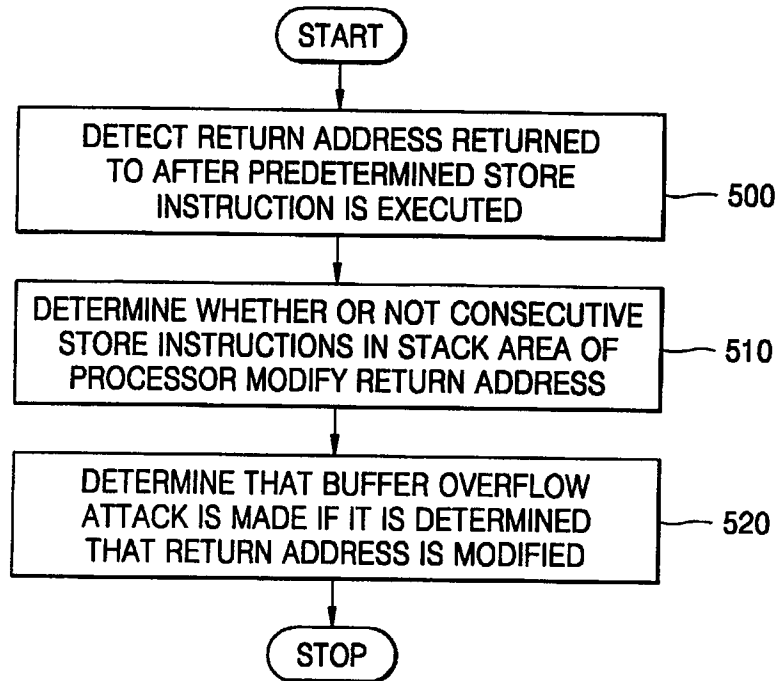 START
DETECT RETURN ADDRESS RETURNED
TO AFTER PREDETERMINED STORE
INSTRUCTION IS EXECUTED
500
DETERMINE WHETHER OR NOT CONSECUTIVE
STORE INSTRUCTIONS IN STACK AREA OF
PROCESSOR MODIFY RETURN ADDRESS
510
DETERMINE THAT BUFFER OVERFLOW
ATTACK IS MADE IF IT IS DETERMINED
THAT RETURN ADDRESS IS MODIFIED
520
STOP